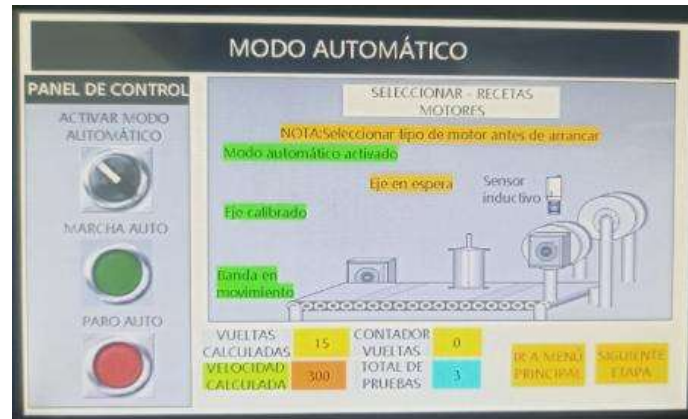 MODO AUTOMÁTICO
PANEL DE CONTROL
ACTIVAR MODO
AUTOMÁTICO
MARCHA AUTO
PARO AUTO
SELECCIONAR - RECETAS
MOTORES
NOTA:Seleccionar tipo de motor antes de arrancar
Modo automático activado
Eje en espera
Sensor
inductivo
Eje calibrado
Banda en
movimiento
VUELTAS
CALCULADAS
15
CONTADOR
VUELTAS
0
VELOCIDAD
CALCULADA
300
TOTAL DE
PRUEBAS
3
IR A MENÚ
PRINCIPAL
SIGUIENTE
ETAPA